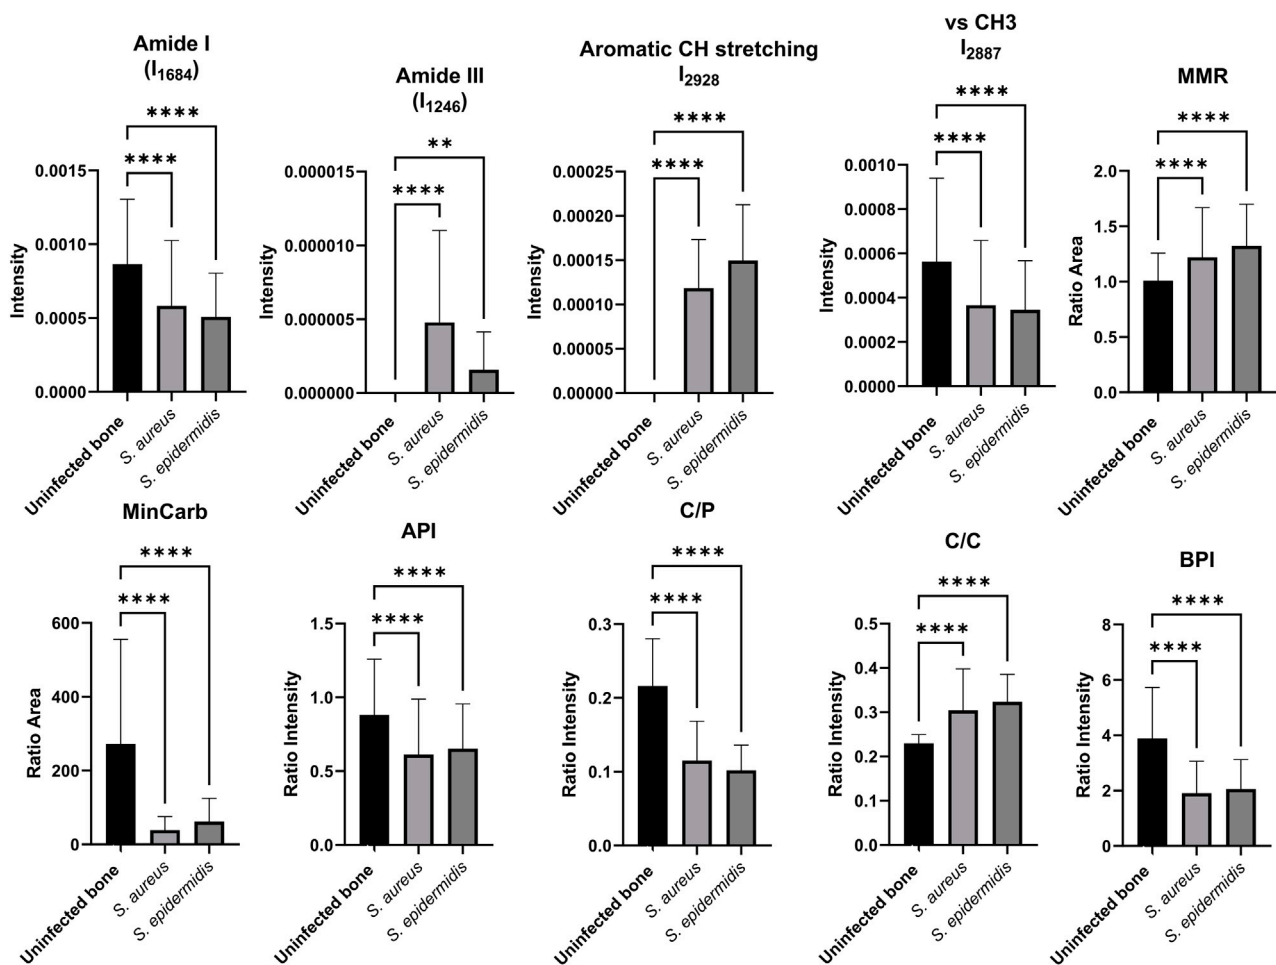 Amide I
(I1684)
****
****
Intensity
0.0015
0.0010
0.0005
0.0000
Uninfected bone
S. aureus
S. epidermidis
Amide III
(I1246)
**
****
Intensity
0.000015
0.000010
0.000005
0.000000
Uninfected bone
S. aureus
S. epidermidis
Aromatic CH stretching
I2928
****
****
Intensity
0.00025
0.00020
0.00015
0.00010
0.00005
0.00000
Uninfected bone
S. aureus
S. epidermidis
vs CH3
I2887
****
****
Intensity
0.0010
0.0008
0.0006
0.0004
0.0002
0.0000
Uninfected bone
S. aureus
S. epidermidis
MMR
****
****
Ratio Area
2.0
1.5
1.0
0.5
0.0
Uninfected bone
S. aureus
S. epidermidis
MinCarb
****
****
Ratio Area
600
400
200
0
Uninfected bone
S. aureus
S. epidermidis
API
****
****
Ratio Intensity
1.5
1.0
0.5
0.0
Uninfected bone
S. aureus
S. epidermidis
C/P
****
****
Ratio Intensity
0.3
0.2
0.1
0.0
Uninfected bone
S. aureus
S. epidermidis
C/C
****
****
Ratio Intensity
0.5
0.4
0.3
0.2
0.1
0.0
Uninfected bone
S. aureus
S. epidermidis
BPI
****
****
Ratio Intensity
8
6
4
2
0
Uninfected bone
S. aureus
S. epidermidis